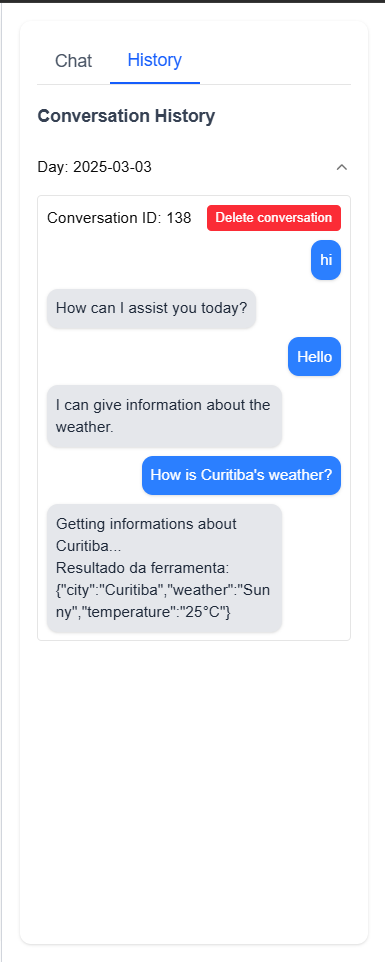 Chat History
Conversation History
Day: 2025-03-03
Conversation ID: 138 Delete conversation
hi
How can I assist you today?
Hello
I can give information about the
weather.
How is Curitiba's weather?
Getting informations about
Curitiba...
Resultado da ferramenta:
{"city":"Curitiba","weather":"Sun
ny","temperature":"25°C"}